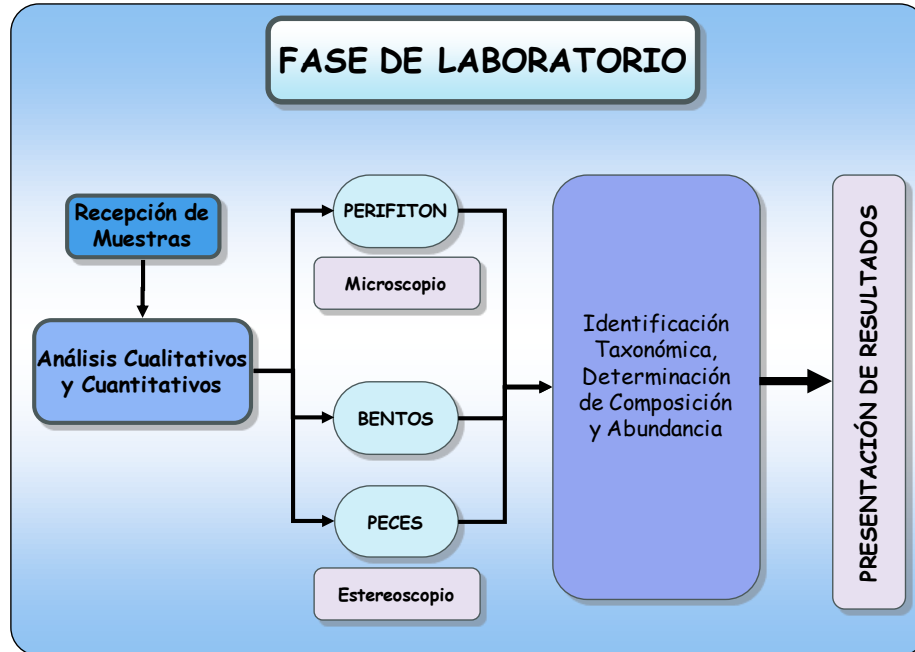 FASE DE LABORATORIO
Recepción de
Muestras
Análisis Cualitativos
y Cuantitativos
PERIFITON
Microscopio
BENTOS
PECES
Estereoscopio
Identificación
Taxonómica,
Determinación
de Composición
y Abundancia
PRESENTACIÓN DE RESULTADOS